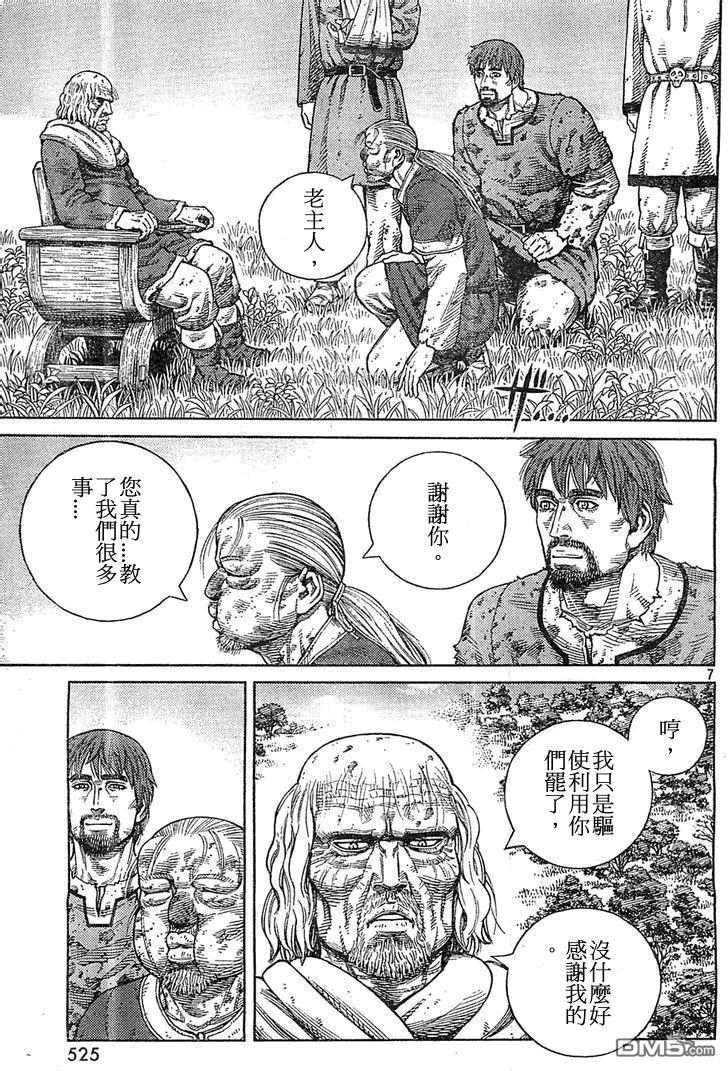 老主人，
謝謝你。
您真的⋯⋯教
了我們很多
事⋯⋯
7
哼，
我只是驅
使利用你
們罷了，
沒什麼好
感謝我的
。
525
DM5.com